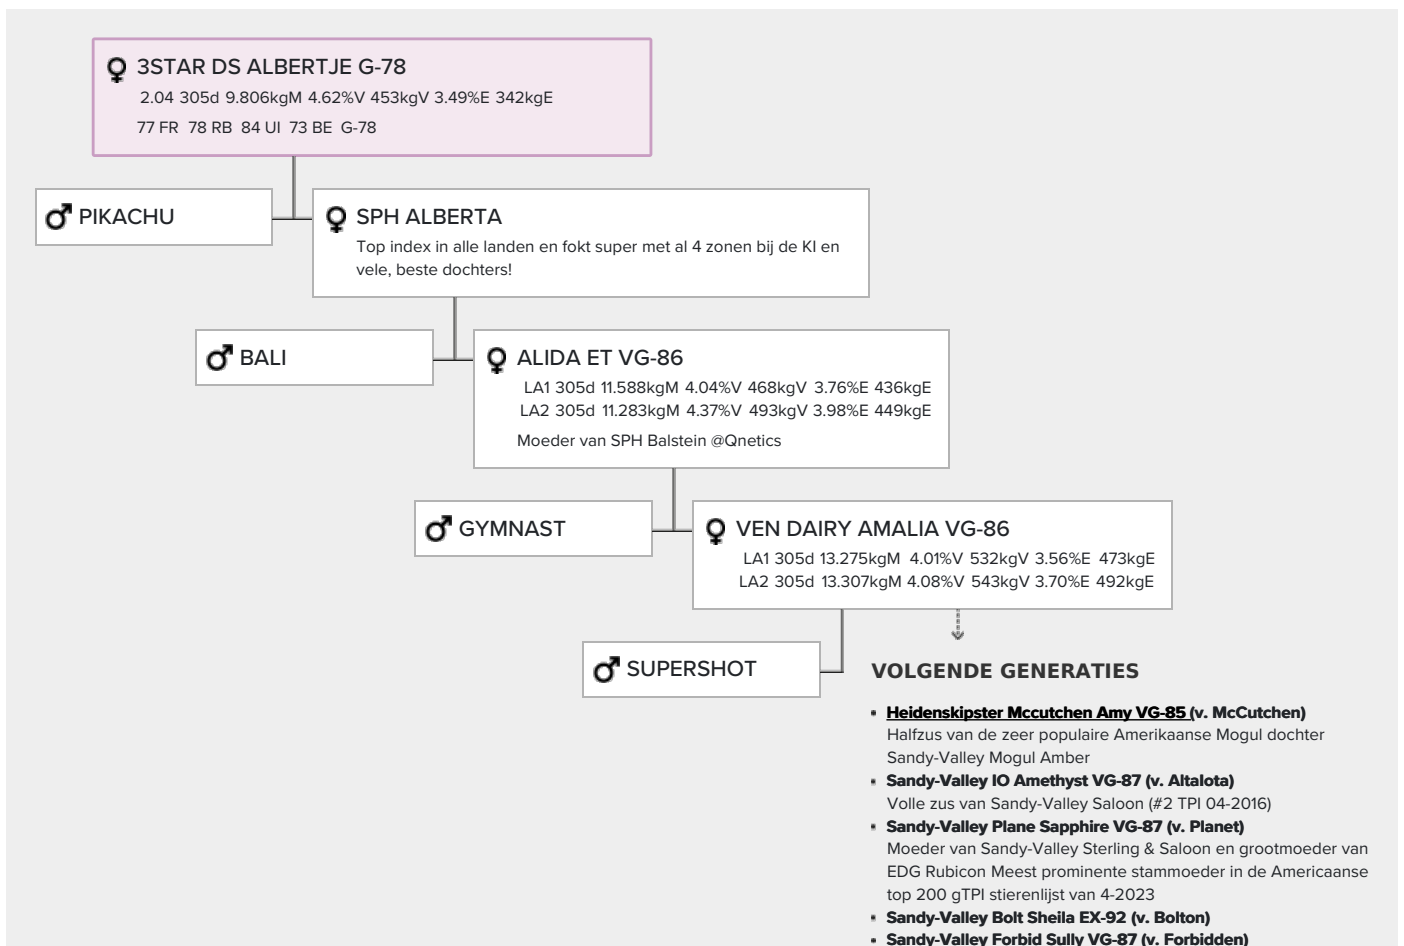 3STAR DS ALBERTJE G-78
2.04 305d 9.806kgM 4.62%V 453kgV 3.49%E 342kgE
77 FR 78 RB 84 UI 73 BE G-78
PIKACHU
SPH ALBERTA
Top index in alle landen en fokt super met al 4 zonen bij de KI en
vele, beste dochters!
BALI
ALIDA ET VG-86
LA1 305d 11.588kgM 4.04%V 468kgV 3.76%E 436kgE
LA2 305d 11.283kgM 4.37%V 493kgV 3.98%E 449kgE
Moeder van SPH Balstein @Qnetics
GYMNAST
VEN DAIRY AMALIA VG-86
LA1 305d 13.275kgM 4.01%V 532kgV 3.56%E 473kgE
LA2 305d 13.307kgM 4.08%V 543kgV 3.70%E 492kgE
SUPERSHOT
VOLGENDE GENERATIES
Heidenskipster Mccutchen Amy VG-85 (v. McCutchen)
Halfzus van de zeer populaire Amerikaanse Mogul dochter
Sandy-Valley Mogul Amber
Sandy-Valley IO Amethyst VG-87 (v. Altalota)
Volle zus van Sandy-Valley Saloon (#2 TPI 04-2016)
Sandy-Valley Plane Sapphire VG-87 (v. Planet)
Moeder van Sandy-Valley Sterling & Saloon en grootmoeder van
EDG Rubicon Meest prominente stammoeder in de Americaanse
top 200 gTPI stierenlijst van 4-2023
Sandy-Valley Bolt Sheila EX-92 (v. Bolton)
Sandy-Valley Forbid Sully VG-87 (v. Forbidden)